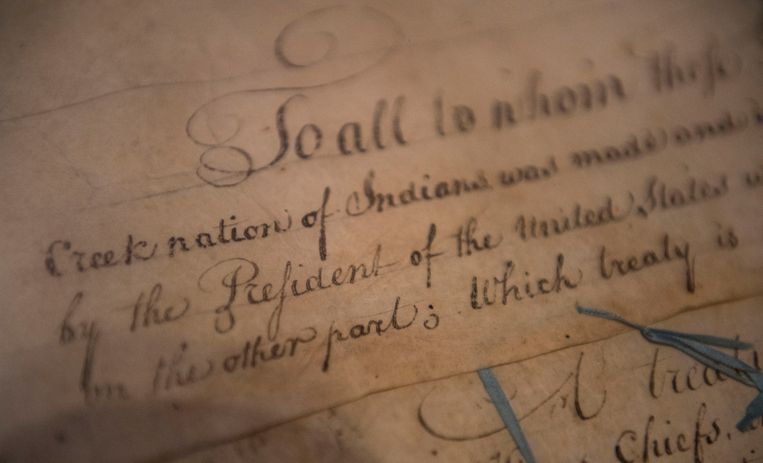 To all to whom these
Creek nation of Indians was made and
by the President of the United States
on the other part; Which treaty is
A treaty
Chiefs,